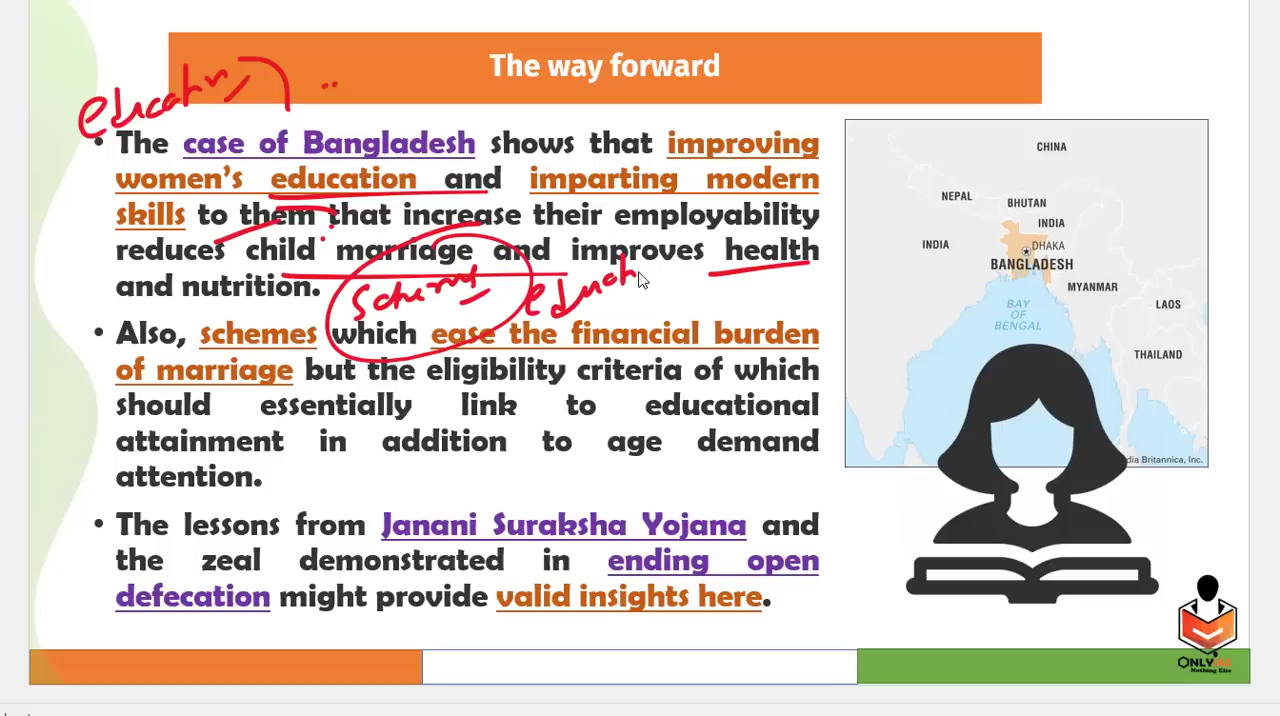 The way forward
Education
• The case of Bangladesh shows that improving
women's education and imparting modern
skills to them that increase their employability
reduces child marriage and improves health
and nutrition.
Scheme educati
• Also, schemes which ease the financial burden
of marriage but the eligibility criteria of which
should essentially link to educational
attainment in addition to age demand
attention.
• The lessons from Janani Suraksha Yojana and
the zeal demonstrated in ending open
defecation might provide valid insights here.
CHINA
NEPAL
BHUTAN
INDIA
INDIA
DHAKA
BANGLADESH
MYANMAR
BAY
OF
BENGAL
LAOS
THAILAND
dia Britannica, Inc.
ONLY
Nothing Else